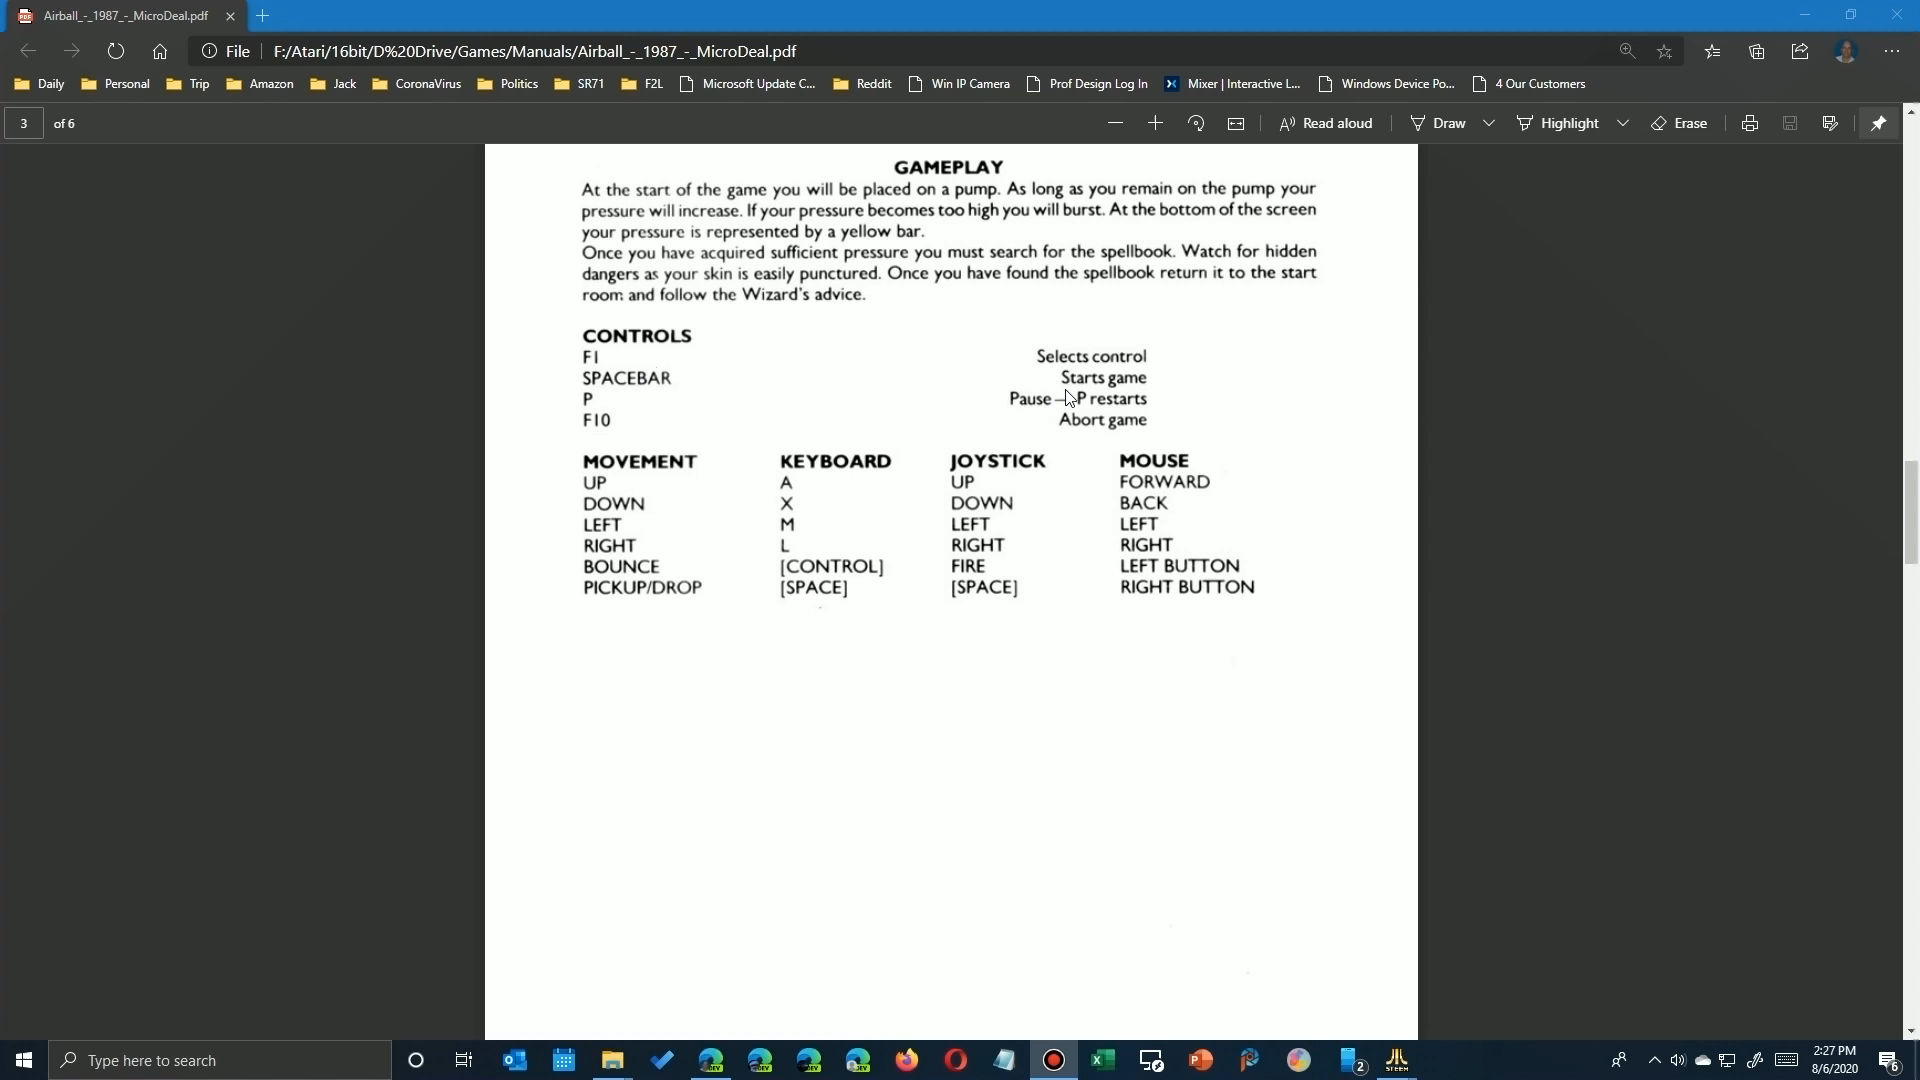 Airball_-_1987_-_MicroDeal.pdf
File F:/Atari/16bit/D%20Drive/Games/Manuals/Airball_-_1987_-_MicroDeal.pdf
Daily Personal Trip Amazon Jack CoronaVirus Politics SR71 F2L Microsoft Update C... Reddit Win IP Camera Prof Design Log In Mixer | Interactive L... Windows Device Po... 4 Our Customers
3 of 6 Read aloud Draw Highlight Erase
GAMEPLAY
At the start of the game you will be placed on a pump. As long as you remain on the pump your
pressure will increase. If your pressure becomes too high you will burst. At the bottom of the screen
your pressure is represented by a yellow bar.
Once you have acquired sufficient pressure you must search for the spellbook. Watch for hidden
dangers as your skin is easily punctured. Once you have found the spellbook return it to the start
room and follow the Wizard's advice.
CONTROLS
F1 Selects control
SPACEBAR Starts game
P Pause — P restarts
F10 Abort game
MOVEMENT KEYBOARD JOYSTICK MOUSE
UP A UP FORWARD
DOWN X DOWN BACK
LEFT M LEFT LEFT
RIGHT L RIGHT RIGHT
BOUNCE [CONTROL] FIRE LEFT BUTTON
PICKUP/DROP [SPACE] [SPACE] RIGHT BUTTON
Type here to search
2:27 PM
8/6/2020